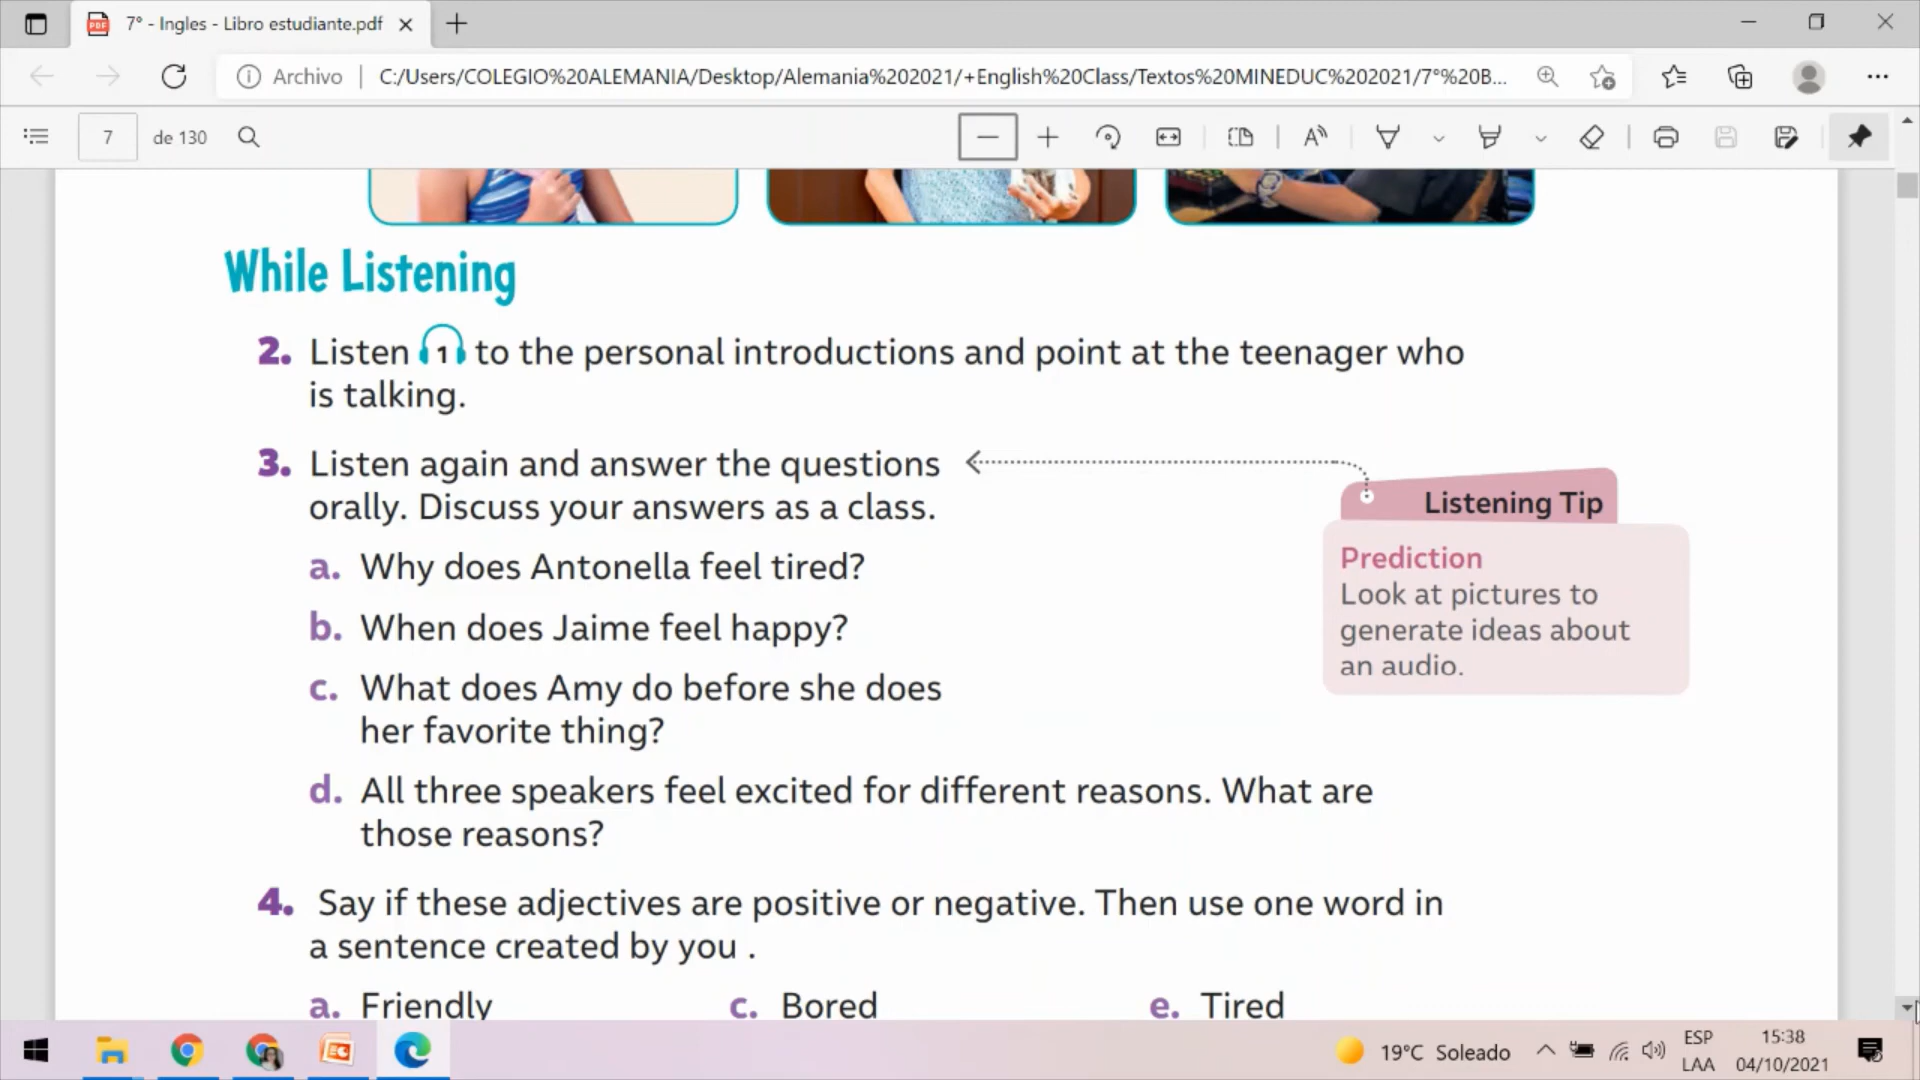 7° - Ingles - Libro estudiante.pdf
Archivo
C:/Users/COLEGIO%20ALEMANIA/Desktop/Alemania%202021/+English%20Class/Textos%20MINEDUC%202021/7°%20B...
7 de 130
While Listening
2. Listen 1 to the personal introductions and point at the teenager who
is talking.
3. Listen again and answer the questions
orally. Discuss your answers as a class.
a. Why does Antonella feel tired?
b. When does Jaime feel happy?
c. What does Amy do before she does
her favorite thing?
d. All three speakers feel excited for different reasons. What are
those reasons?
Listening Tip
Prediction
Look at pictures to
generate ideas about
an audio.
4. Say if these adjectives are positive or negative. Then use one word in
a sentence created by you .
a. Friendly c. Bored e. Tired
19°C Soleado
ESP
LAA
15:38
04/10/2021